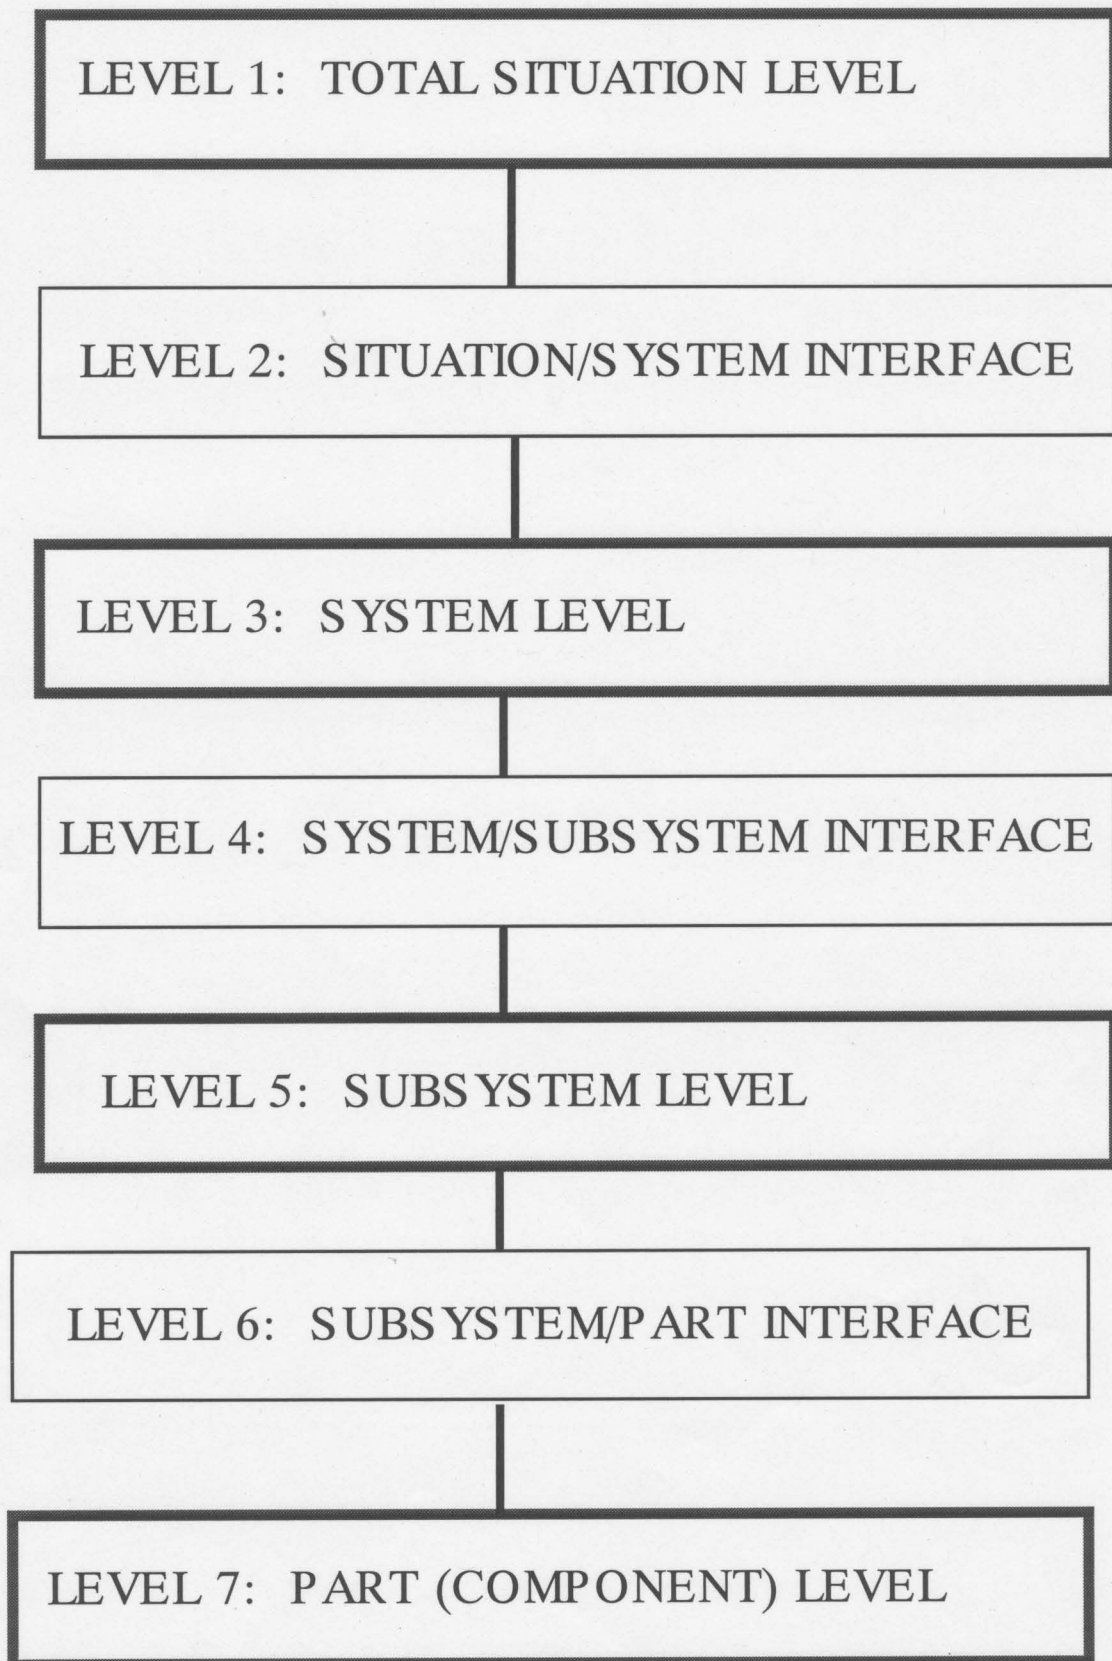 LEVEL 1: TOTAL SITUATION LEVEL
LEVEL 2: SITUATION/SYSTEM INTERFACE
LEVEL 3: SYSTEM LEVEL
LEVEL 4: SYSTEM/SUBSYSTEM INTERFACE
LEVEL 5: SUBSYSTEM LEVEL
LEVEL 6: SUBSYSTEM/PART INTERFACE
LEVEL 7: PART (COMPONENT) LEVEL